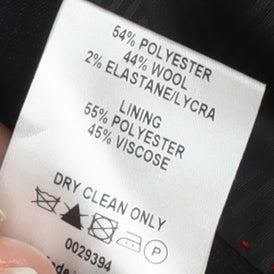 54% POLYESTER
44% WOOL
2% ELASTANE/LYCRA
LINING
55% POLYESTER
45% VISCOSE
DRY CLEAN ONLY
P
0029394